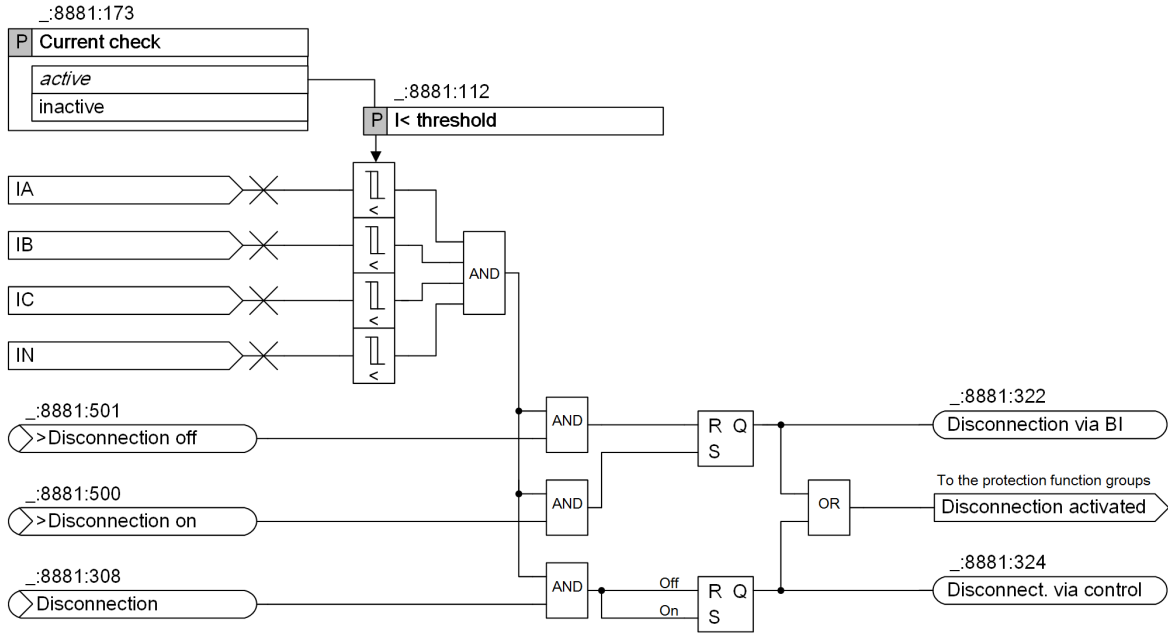 _:8881:173
P Current check
active
inactive
_:8881:112
P I< threshold
IA
<
IB
<
AND
IC
<
IN
<
_:8881:501
>Disconnection off
AND
R Q
S
_:8881:322
Disconnection via BI
_:8881:500
>Disconnection on
AND
OR
To the protection function groups
Disconnection activated
_:8881:308
Disconnection
AND
Off
On
R Q
S
_:8881:324
Disconnect. via control